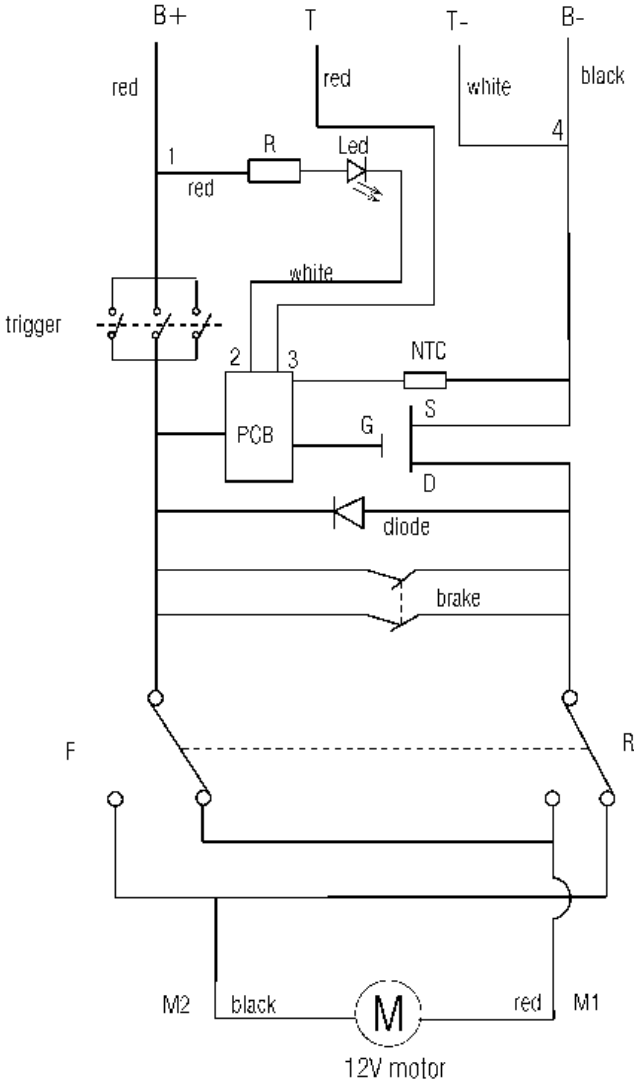 B+ T T- B-
red red white black
4
1 R Led
red
white
trigger
2 3 NTC
PCB G S
D
diode
brake
F R
M2 black M red M1
12V motor